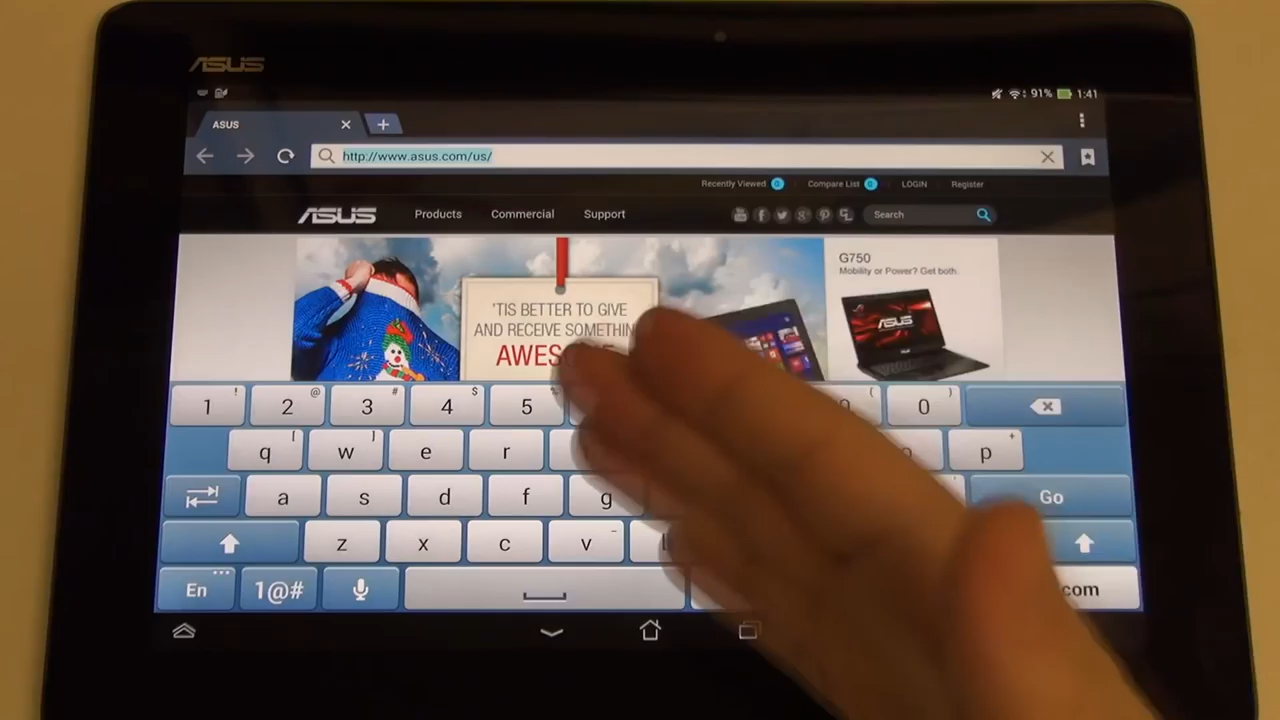 ASUS
91% 1:41
ASUS
http://www.asus.com/us/
Recently Viewed 0 Compare List 0 LOGIN Register
ASUS Products Commercial Support Search
'TIS BETTER TO GIVE
AND RECEIVE
G750
Mobility or Power? Get both.
ASUS
! @ # $ ( )
1 2 3 4 5 9 0
[ ] +
q w e r p
a s d f g Go
z x c v
En 1@# com